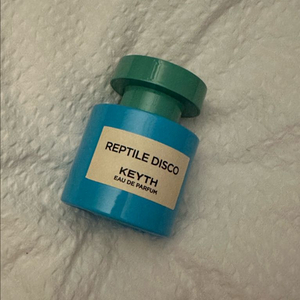 REPTILE DISCO
KEYTH
EAU DE PARFUM